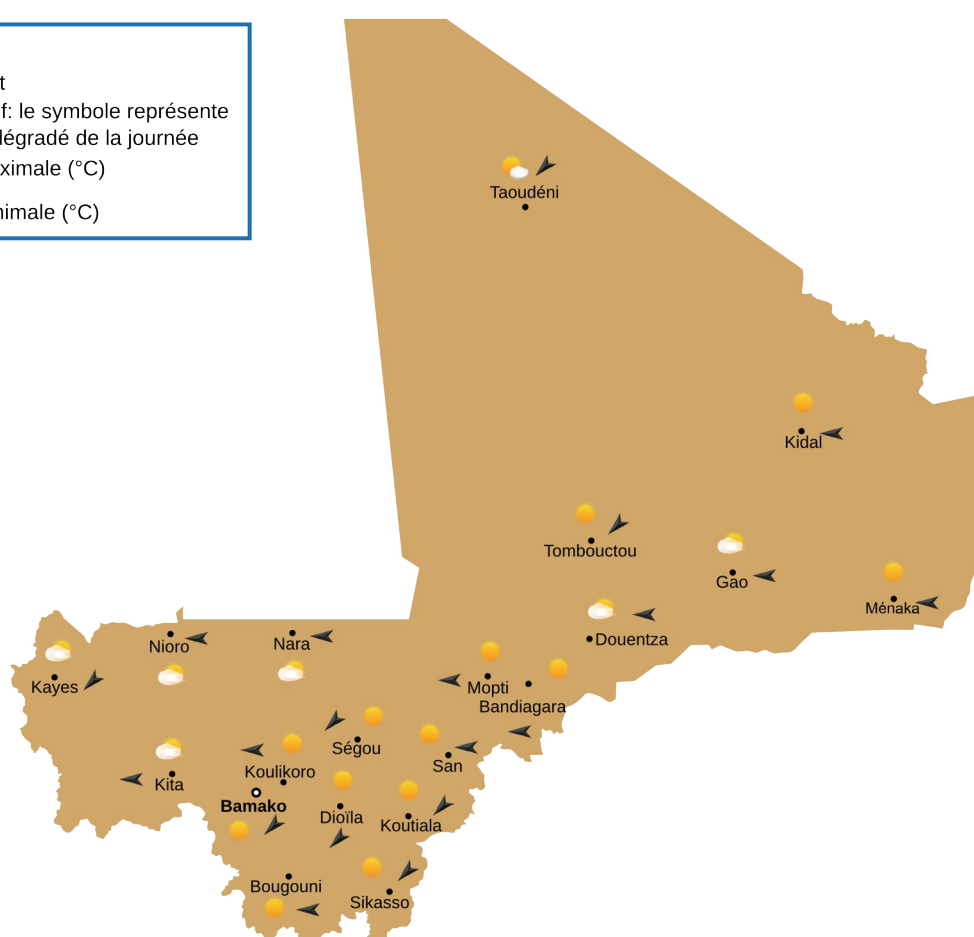 t
f: le symbole représente
dégradé de la journée
ximale (°C)
nimale (°C)
Taoudéni
Kidal
Tombouctou
Gao
Ménaka
Douentza
Nioro
Nara
Kayes
Mopti
Bandiagara
Ségou
San
Koulikoro
Kita
Bamako
Dioïla
Koutiala
Bougouni
Sikasso